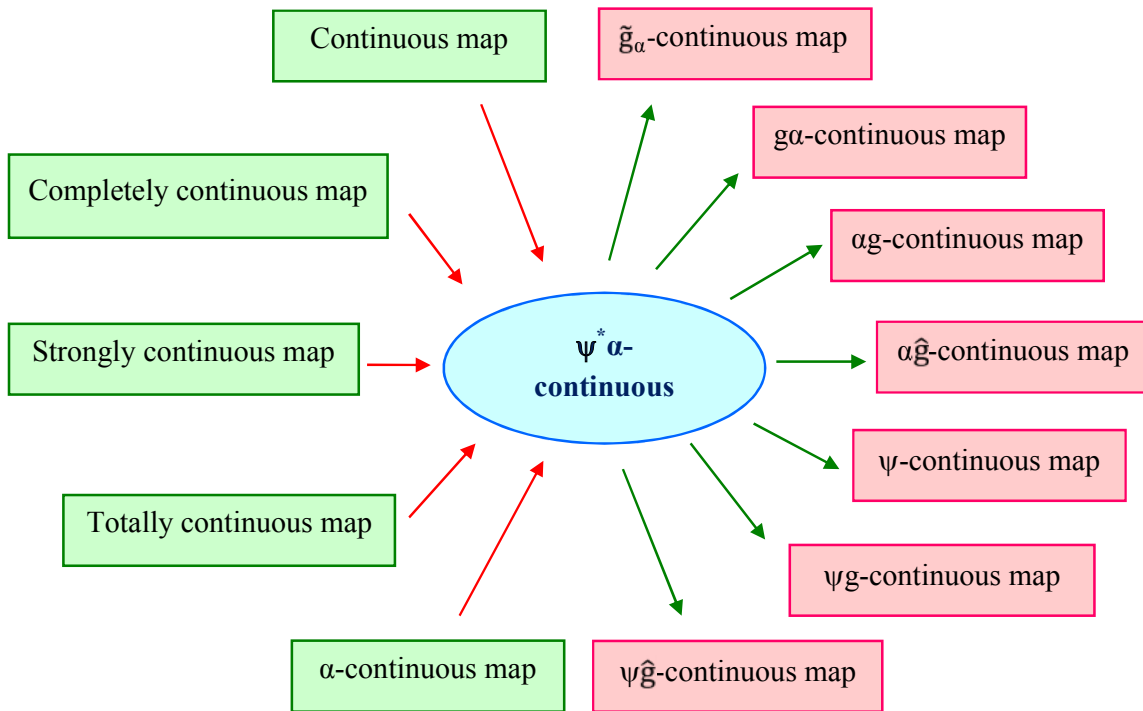 Continuous map
g̃α-continuous map
Completely continuous map
gα-continuous map
αg-continuous map
Strongly continuous map
ψ*α-
continuous
αĝ-continuous map
ψ-continuous map
Totally continuous map
ψg-continuous map
α-continuous map
ψĝ-continuous map